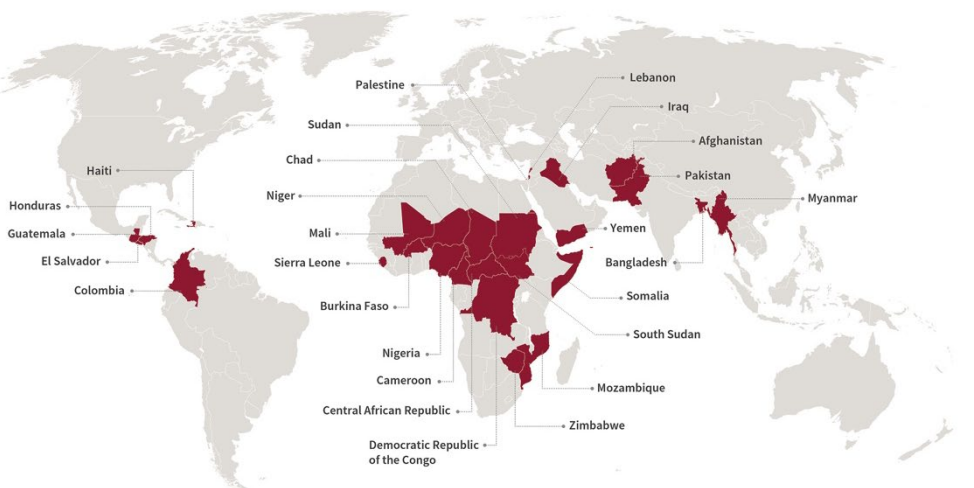 Palestine
Lebanon
Iraq
Sudan
Afghanistan
Chad
Haiti
Pakistan
Niger
Myanmar
Honduras
Mali
Yemen
Guatemala
El Salvador
Sierra Leone
Bangladesh
Colombia
Somalia
Burkina Faso
South Sudan
Nigeria
Cameroon
Mozambique
Central African Republic
Zimbabwe
Democratic Republic
of the Congo